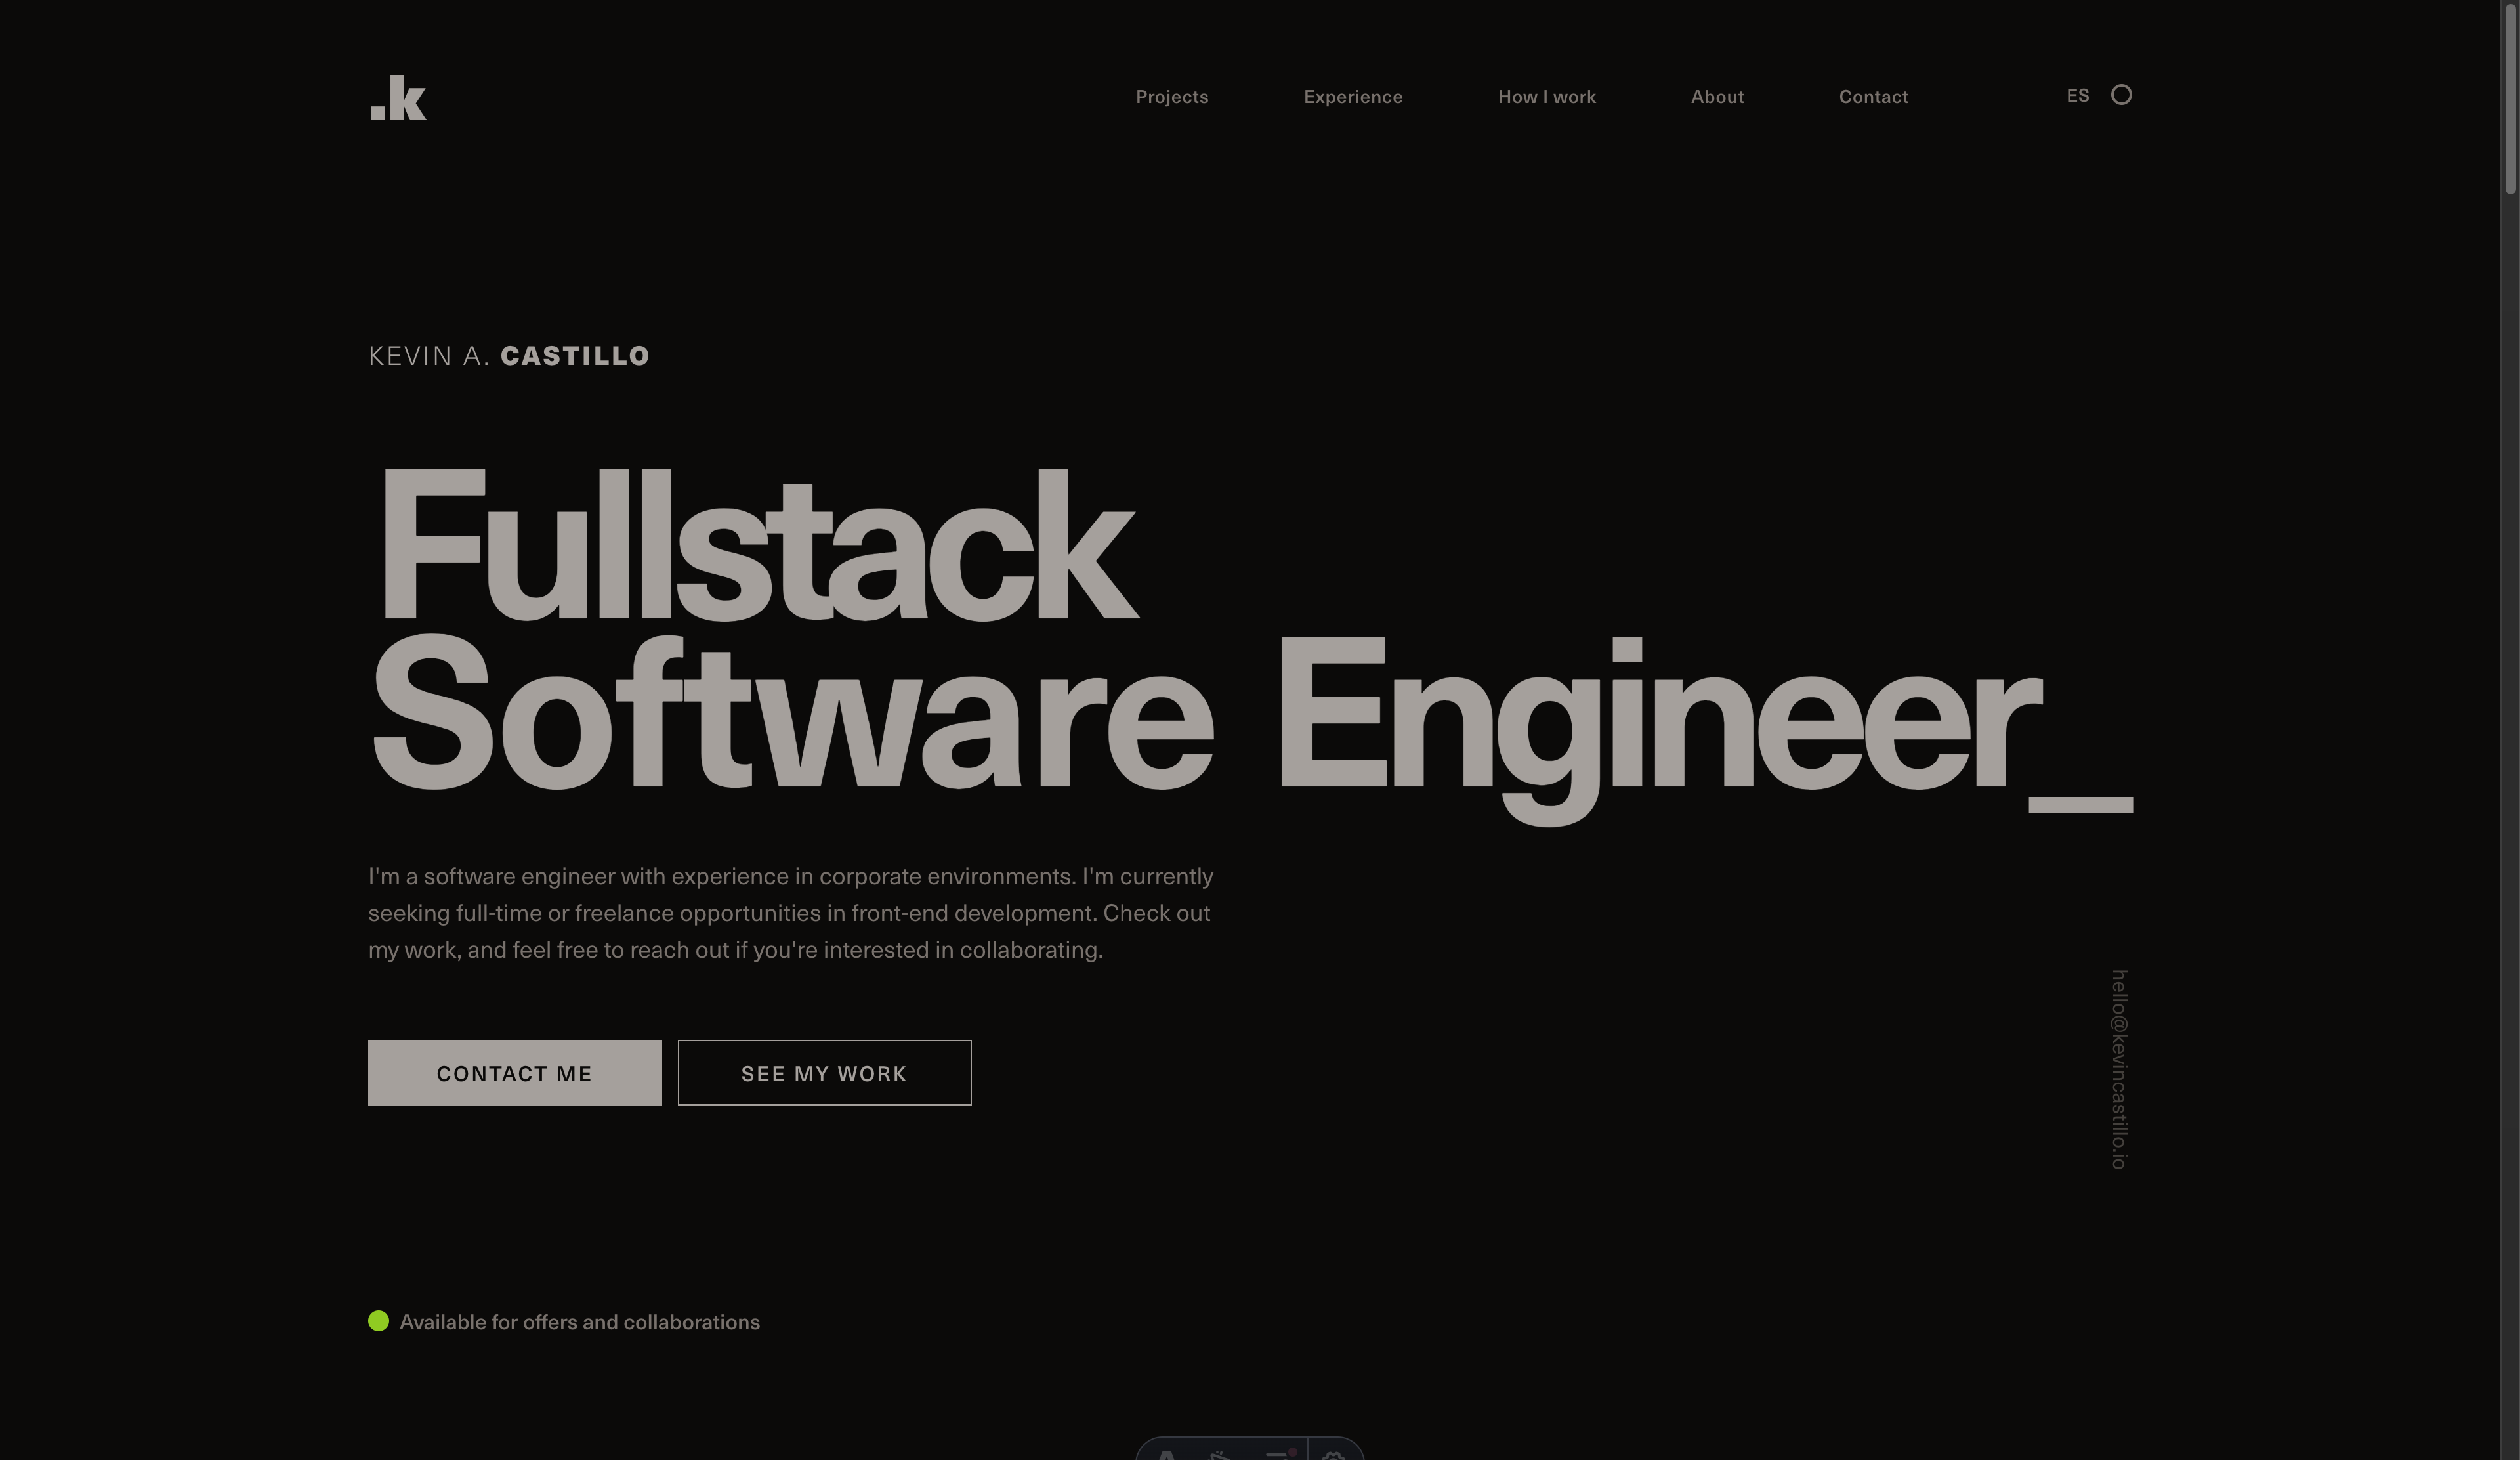 .k
Projects Experience How I work About Contact ES
KEVIN A. CASTILLO
Fullstack
Software Engineer_
I'm a software engineer with experience in corporate environments. I'm currently
seeking full-time or freelance opportunities in front-end development. Check out
my work, and feel free to reach out if you're interested in collaborating.
hello@kevincastillo.io
CONTACT ME SEE MY WORK
Available for offers and collaborations